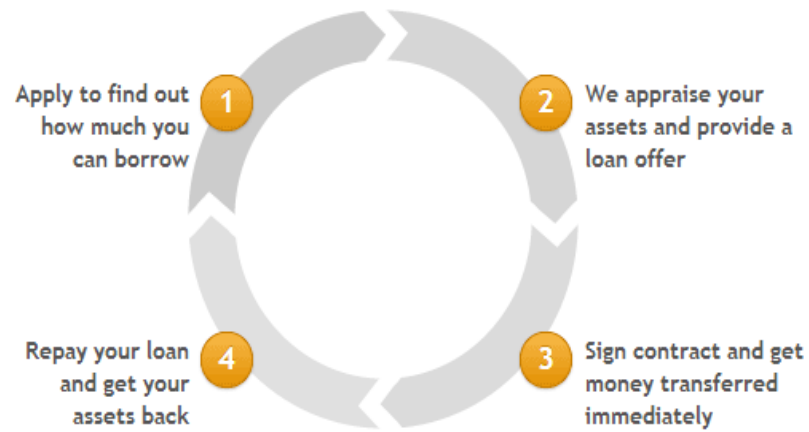 1
Apply to find out
how much you
can borrow
2
We appraise your
assets and provide a
loan offer
3
Sign contract and get
money transferred
immediately
4
Repay your loan
and get your
assets back